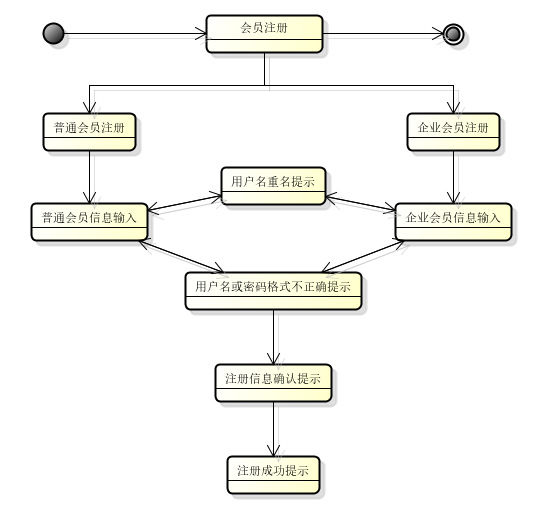 会员注册
普通会员注册
企业会员注册
用户名重名提示
普通会员信息输入
企业会员信息输入
用户名或密码格式不正确提示
注册信息确认提示
注册成功提示